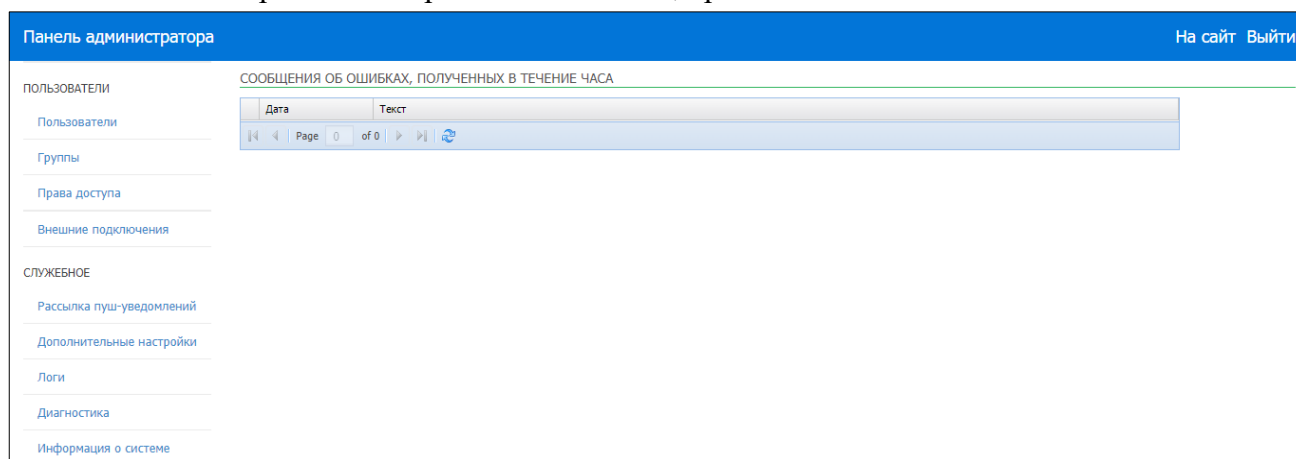 Панель администратора На сайт Выйти
ПОЛЬЗОВАТЕЛИ
Пользователи
Группы
Права доступа
Внешние подключения
СЛУЖЕБНОЕ
Рассылка пуш-уведомлений
Дополнительные настройки
Логи
Диагностика
Информация о системе
СООБЩЕНИЯ ОБ ОШИБКАХ, ПОЛУЧЕННЫХ В ТЕЧЕНИЕ ЧАСА
Дата Текст
Page 0 of 0